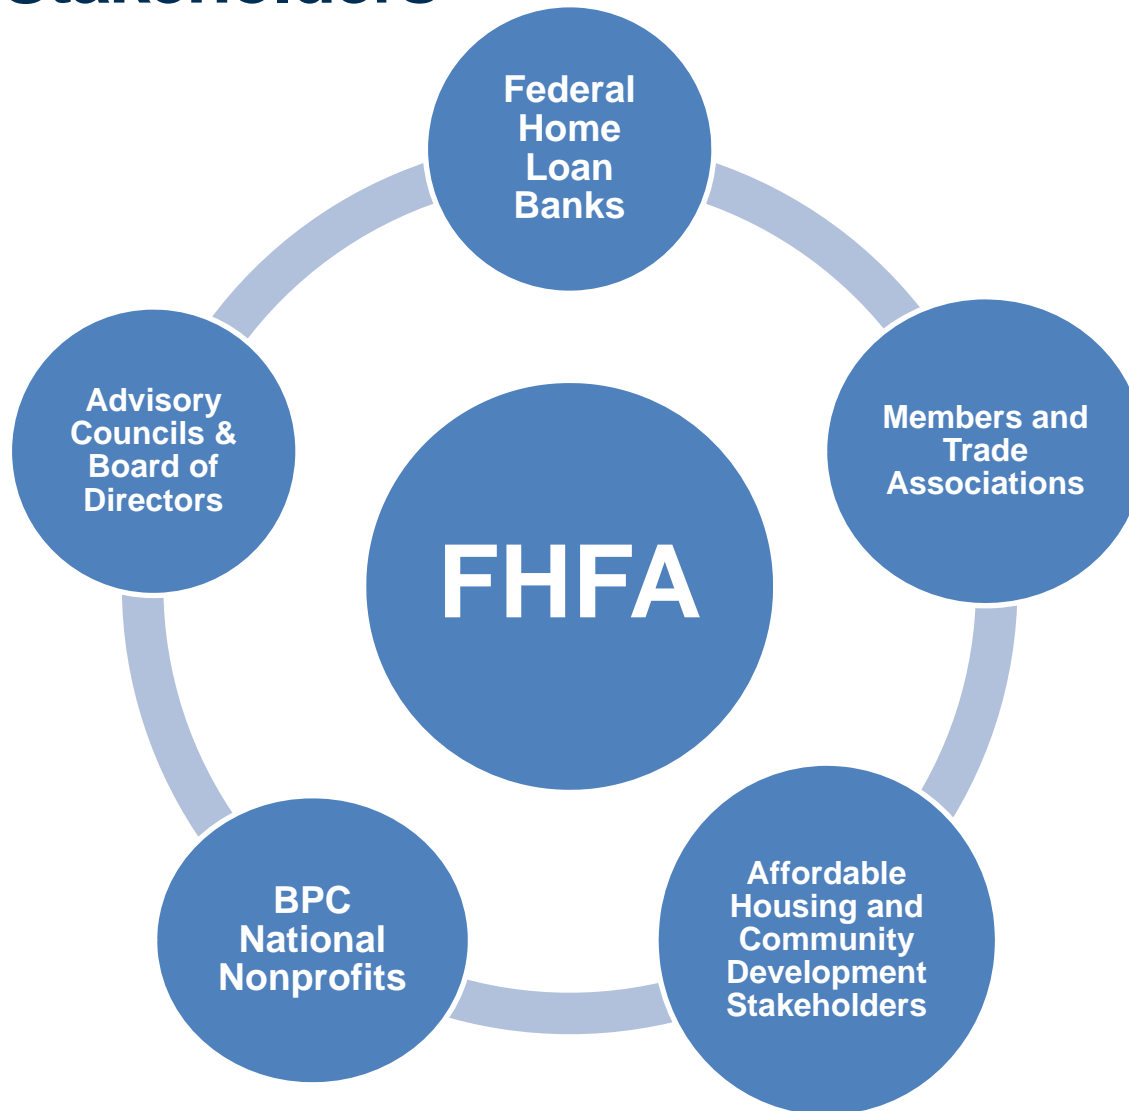 Stakeholders
Federal
Home
Loan
Banks
Members and
Trade
Associations
Advisory
Councils &
Board of
Directors
FHFA
Affordable
Housing and
Community
Development
Stakeholders
BPC
National
Nonprofits